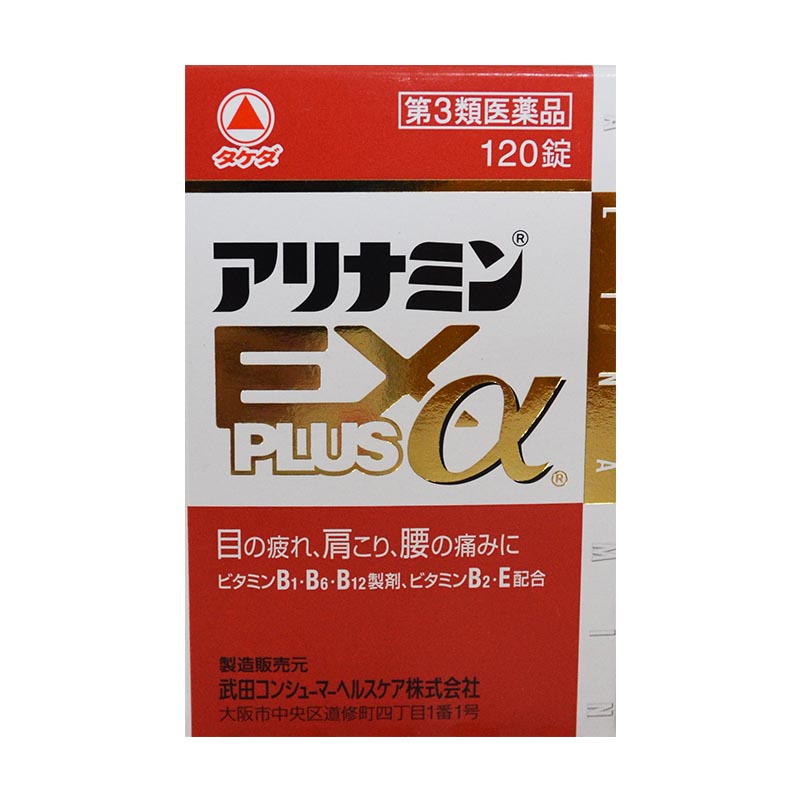 第3類医薬品
タケダ
120錠
アリナミン®
EX
PLUSα®
目の疲れ、肩こり、腰の痛みに
ビタミンB1・B6・B12製剤、ビタミンB2・E配合
製造販売元
武田コンシューマーヘルスケア株式会社
大阪市中央区道修町四丁目1番1号
ALINAMIN